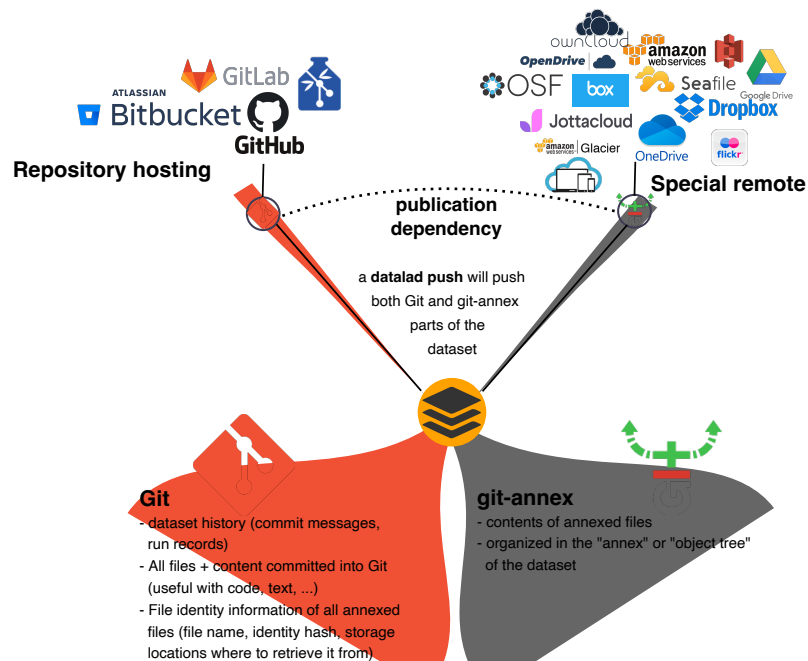 ownCloud
OpenDrive
amazon
web services
GitLab
OSF
box
Seafile
Google Drive
ATLASSIAN
Bitbucket
Dropbox
Jottacloud
GitHub
amazon
web services
Glacier
OneDrive
flickr
Repository hosting
Special remote
publication
dependency
a datalad push will push
both Git and git-annex
parts of the
dataset
Git
- dataset history (commit messages,
run records)
- All files + content committed into Git
(useful with code, text, ...)
- File identity information of all annexed
files (file name, identity hash, storage
locations where to retrieve it from)
git-annex
- contents of annexed files
- organized in the "annex" or "object tree"
of the dataset